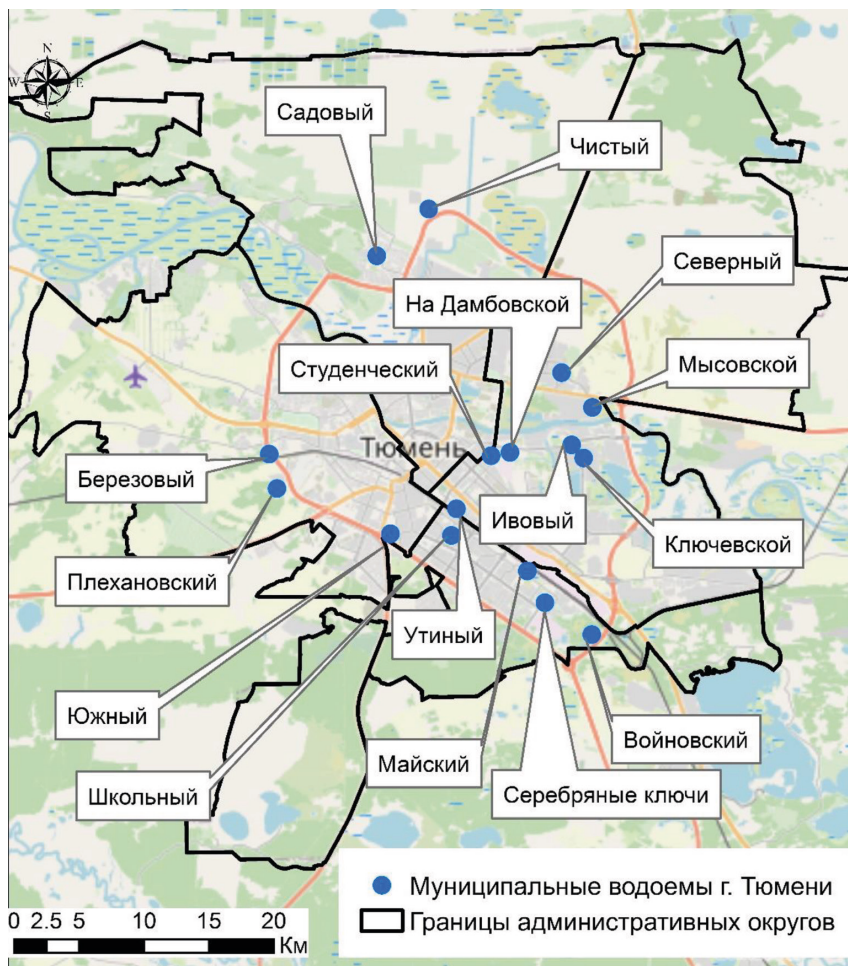 N
W
E
S
Садовый
Чистый
Северный
На Дамбовской
Студенческий
Мысовской
Тюмень
Березовый
Ивовый
Ключевской
Плехановский
Утиный
Южный
Войновский
Майский
Школьный
Серебряные ключи
Муниципальные водоемы г. Тюмени
Границы административных округов
0 2.5 5 10 15 20
Км